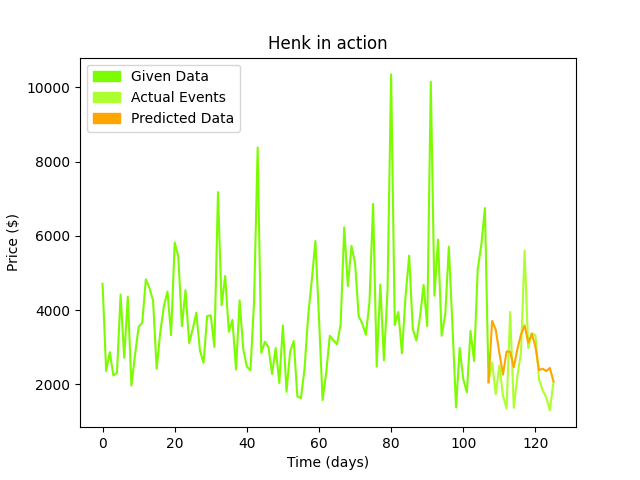 Henk in action
Given Data
Actual Events
Predicted Data
Price ($)
10000
8000
6000
4000
2000
0 20 40 60 80 100 120
Time (days)